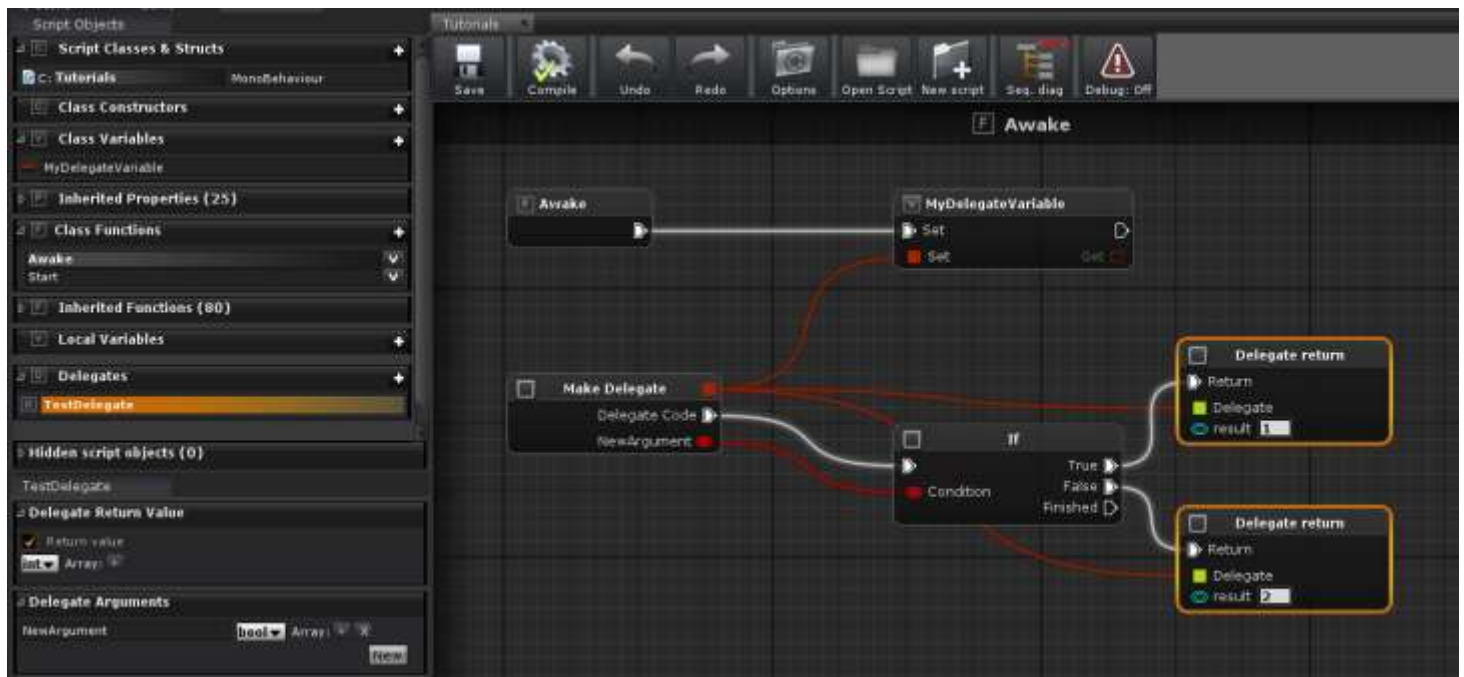 Script Objects
Script Classes & Structs
C: Tutorials MonoBehaviour
Class Constructors
Class Variables
MyDelegateVariable
Inherited Properties (25)
Class Functions
Awake
Start
Inherited Functions (80)
Local Variables
Delegates
TestDelegate
Hidden script objects (0)
TestDelegate
Delegate Return Value
Return value
int Array:
Delegate Arguments
NewArgument bool Array: X
New
Tutorials
Save Compile Undo Redo Options Open Script New script Seq. diag Debug: Off
F Awake
Awake
MyDelegateVariable
Set
Set Get
Make Delegate
Delegate Code
NewArgument
If
True
Condition False
Finished
Delegate return
Return
Delegate
result 1
Delegate return
Return
Delegate
result 2